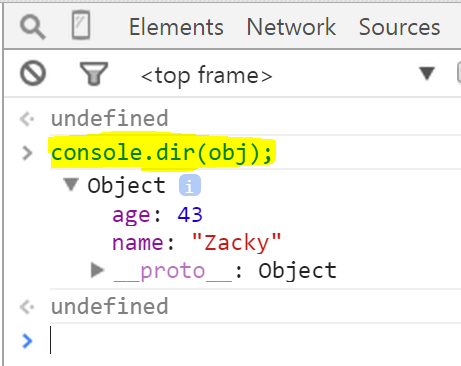 Elements Network Sources
<top frame>
undefined
console.dir(obj);
Object i
age: 43
name: "Zacky"
__proto__: Object
undefined